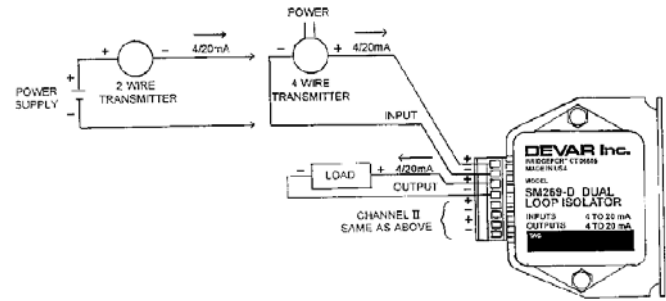 POWER
4/20mA
4/20mA
POWER
SUPPLY
2 WIRE
TRANSMITTER
4 WIRE
TRANSMITTER
INPUT
LOAD
4/20mA
OUTPUT
CHANNEL II
SAME AS ABOVE
DEVAR Inc.
BRIDGEPORT CT
MADE IN USA
MODEL
SM269-D DUAL
LOOP ISOLATOR
INPUTS 4 TO 20 mA
OUTPUTS 4 TO 20 mA